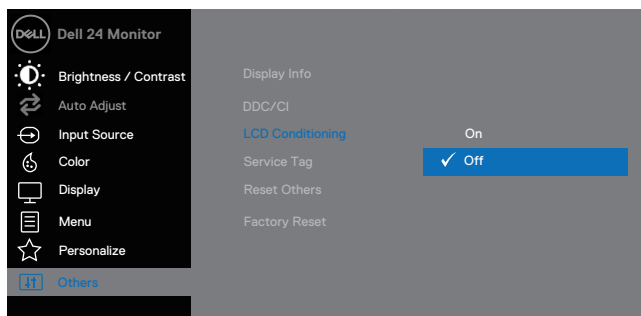 DELL Dell 24 Monitor
Brightness / Contrast
Display Info
Auto Adjust
DDC/CI
Input Source
LCD Conditioning
On
Color
Service Tag
Off
Display
Reset Others
Menu
Factory Reset
Personalize
Others